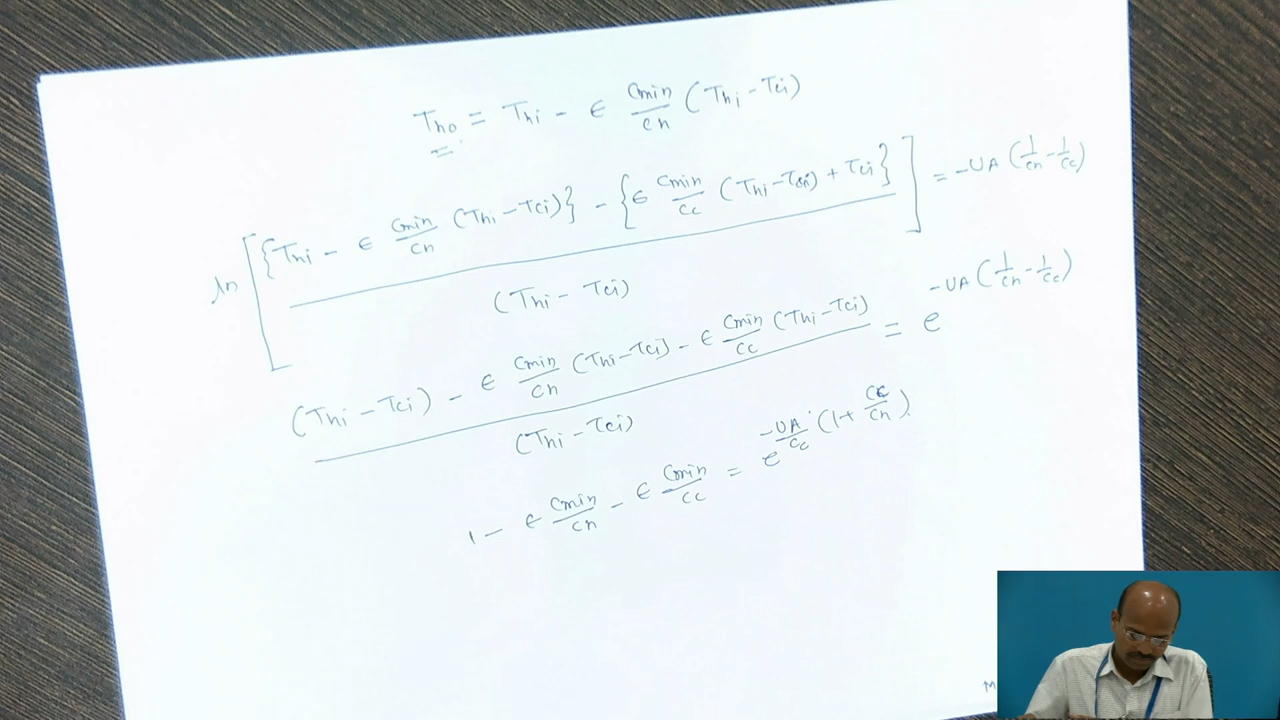 Tho = Thi - ϵ Cmin/Ch (Thi - Tci)
ln [ {Thi - ϵ Cmin/Ch (Thi - Tci)} - {ϵ Cmin/Cc (Thi - Tci) + Tci} / (Thi - Tci) ] = -UA (1/Ch - 1/Cc)
(Thi - Tci) - ϵ Cmin/Ch (Thi - Tci) - ϵ Cmin/Cc (Thi - Tci) / (Thi - Tci) = e^{-UA (1/Ch - 1/Cc)}
1 - ϵ Cmin/Ch - ϵ Cmin/Cc = e^{-UA/Cc · (1 + Cc/Ch)}
M